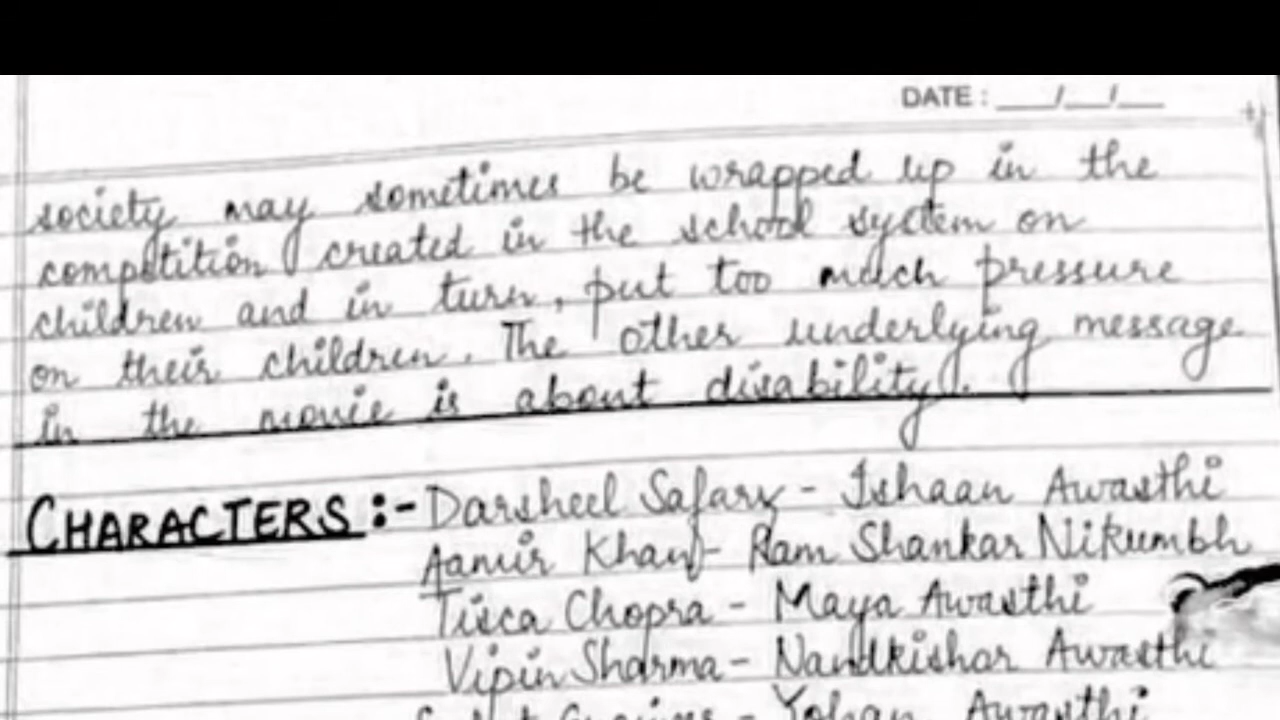 DATE : ___/___/___
society may sometimes be wrapped up in the
competition created in the school system on
children and in turn, put too much pressure
on their children. The other underlying message
in the movie is about disability.
CHARACTERS :- Darsheel Safary - Ishaan Awasthi
Aamir Khan - Ram Shankar Nikumbh
Tisca Chopra - Maya Awasthi
Vipin Sharma - Nandkishor Awasthi
- Yohan Awasthi